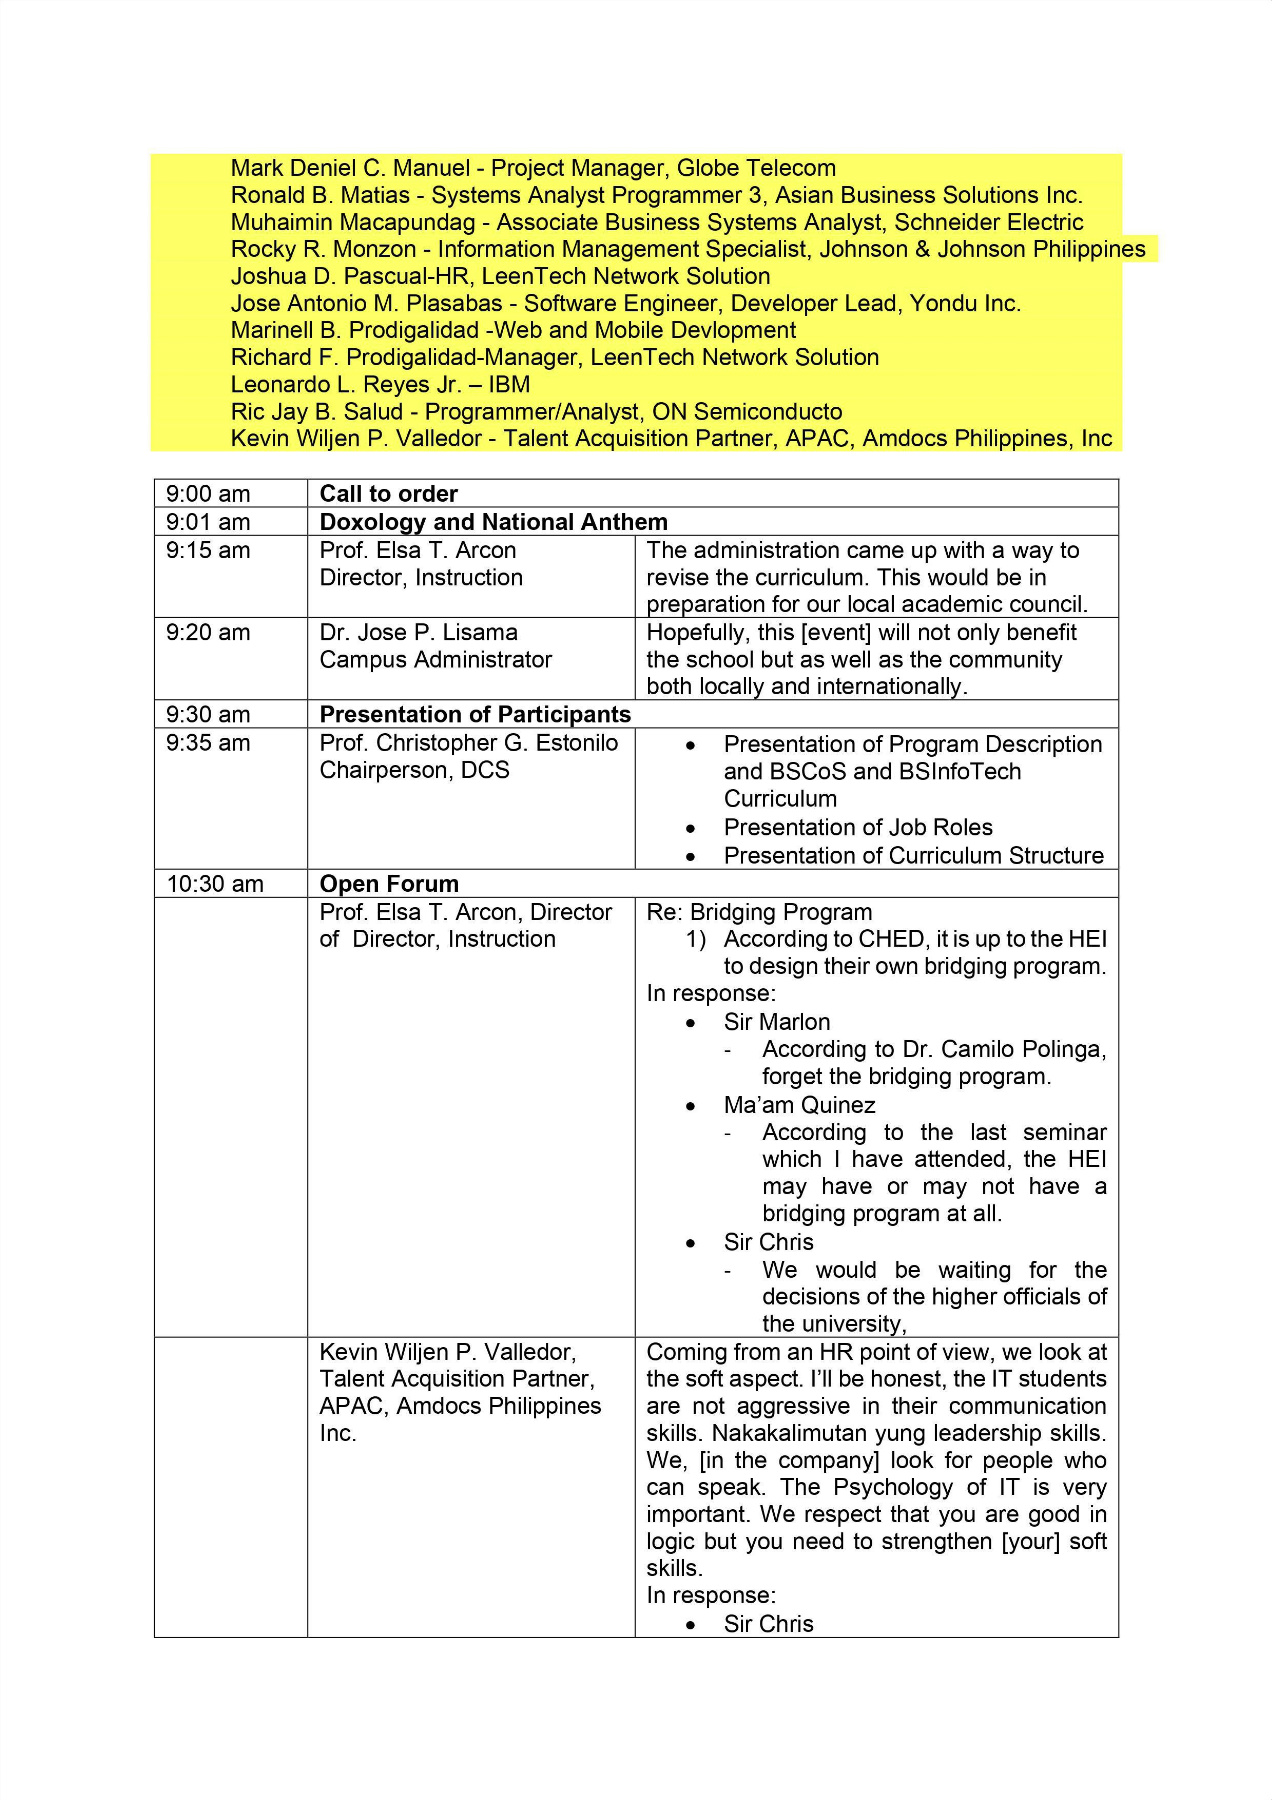 Mark Deniel C. Manuel - Project Manager, Globe Telecom
Ronald B. Matias - Systems Analyst Programmer 3, Asian Business Solutions Inc.
Muhaimin Macapundag - Associate Business Systems Analyst, Schneider Electric
Rocky R. Monzon - Information Management Specialist, Johnson & Johnson Philippines
Joshua D. Pascual-HR, LeenTech Network Solution
Jose Antonio M. Plasabas - Software Engineer, Developer Lead, Yondu Inc.
Marinell B. Prodigalidad -Web and Mobile Devlopment
Richard F. Prodigalidad-Manager, LeenTech Network Solution
Leonardo L. Reyes Jr. – IBM
Ric Jay B. Salud - Programmer/Analyst, ON Semiconducto
Kevin Wiljen P. Valledor - Talent Acquisition Partner, APAC, Amdocs Philippines, Inc
9:00 am
Call to order
9:01 am
Doxology and National Anthem
9:15 am
Prof. Elsa T. Arcon
Director, Instruction
The administration came up with a way to
revise the curriculum. This would be in
preparation for our local academic council.
9:20 am
Dr. Jose P. Lisama
Campus Administrator
Hopefully, this [event] will not only benefit
the school but as well as the community
both locally and internationally.
9:30 am
Presentation of Participants
9:35 am
Prof. Christopher G. Estonilo
Chairperson, DCS
• Presentation of Program Description
and BSCoS and BSInfoTech
Curriculum
• Presentation of Job Roles
• Presentation of Curriculum Structure
10:30 am
Open Forum
Prof. Elsa T. Arcon, Director
of Director, Instruction
Re: Bridging Program
1) According to CHED, it is up to the HEI
to design their own bridging program.
In response:
• Sir Marlon
- According to Dr. Camilo Polinga,
forget the bridging program.
• Ma’am Quinez
- According to the last seminar
which I have attended, the HEI
may have or may not have a
bridging program at all.
• Sir Chris
- We would be waiting for the
decisions of the higher officials of
the university,
Kevin Wiljen P. Valledor,
Talent Acquisition Partner,
APAC, Amdocs Philippines
Inc.
Coming from an HR point of view, we look at
the soft aspect. I’ll be honest, the IT students
are not aggressive in their communication
skills. Nakakalimutan yung leadership skills.
We, [in the company] look for people who
can speak. The Psychology of IT is very
important. We respect that you are good in
logic but you need to strengthen [your] soft
skills.
In response:
• Sir Chris